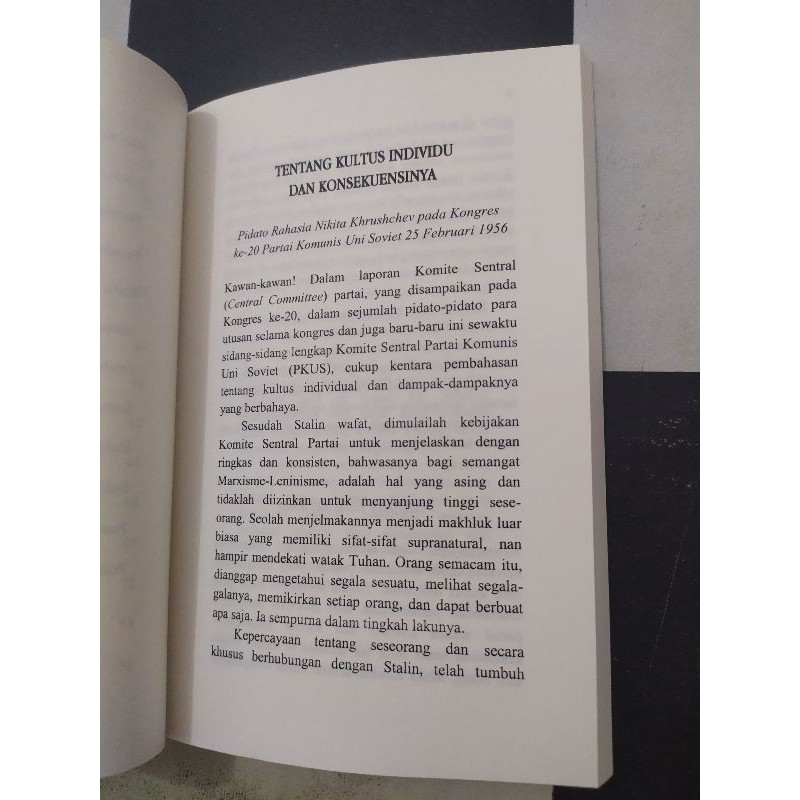 TENTANG KULTUS INDIVIDU
DAN KONSEKUENSINYA
Pidato Rahasia Nikita Khrushchev pada Kongres
ke-20 Partai Komunis Uni Soviet 25 Februari 1956
Kawan-kawan! Dalam laporan Komite Sentral
(Central Committee) partai, yang disampaikan pada
Kongres ke-20, dalam sejumlah pidato-pidato para
utusan selama kongres dan juga baru-baru ini sewaktu
sidang-sidang lengkap Komite Sentral Partai Komunis
Uni Soviet (PKUS), cukup kentara pembahasan
tentang kultus individual dan dampak-dampaknya
yang berbahaya.
Sesudah Stalin wafat, dimulailah kebijakan
Komite Sentral Partai untuk menjelaskan dengan
ringkas dan konsisten, bahwasanya bagi semangat
Marxisme-Leninisme, adalah hal yang asing dan
tidaklah diizinkan untuk menyanjung tinggi sese-
orang. Seolah menjelmakannya menjadi makhluk luar
biasa yang memiliki sifat-sifat supranatural, nan
hampir mendekati watak Tuhan. Orang semacam itu,
dianggap mengetahui segala sesuatu, melihat segala-
galanya, memikirkan setiap orang, dan dapat berbuat
apa saja. Ia sempurna dalam tingkah lakunya.
Kepercayaan tentang seseorang dan secara
khusus berhubungan dengan Stalin, telah tumbuh